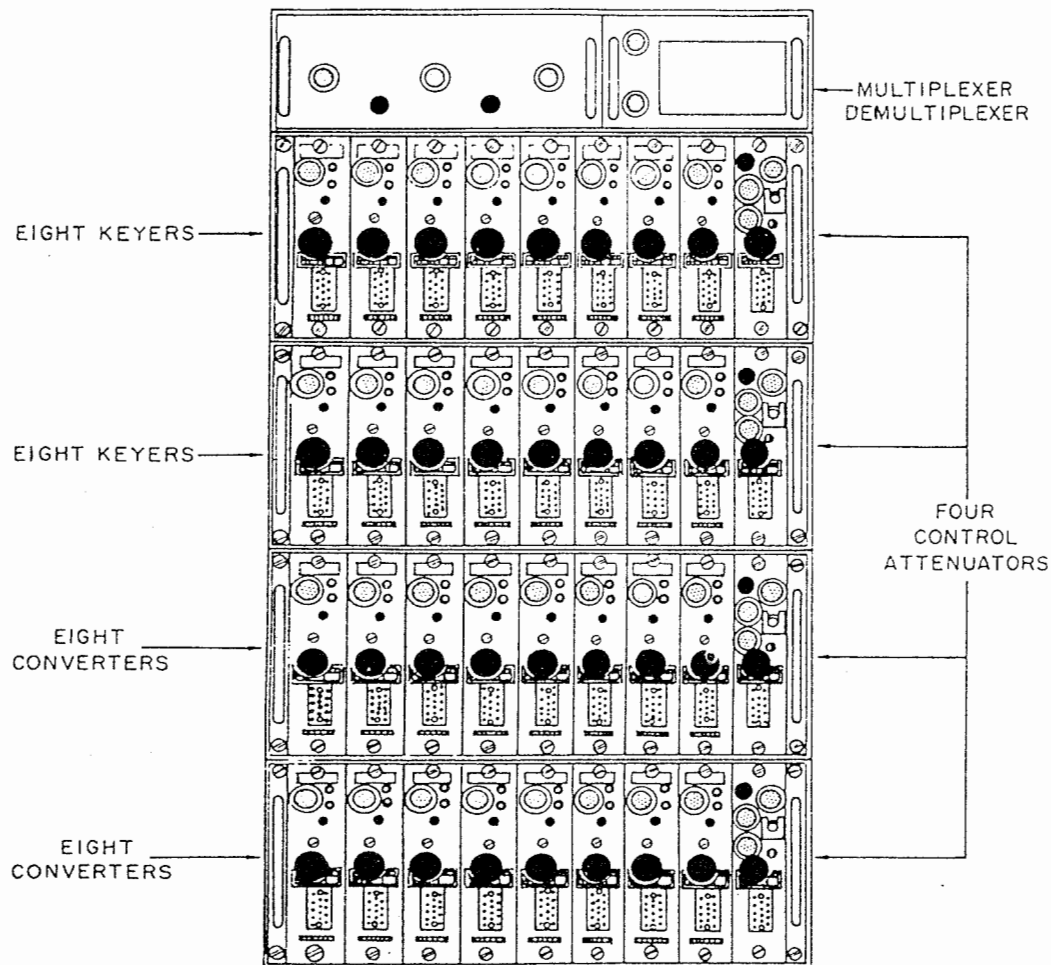 MULTIPLEXER
DEMULTIPLEXER
EIGHT KEYERS
EIGHT KEYERS
FOUR
CONTROL
ATTENUATORS
EIGHT
CONVERTERS
EIGHT
CONVERTERS